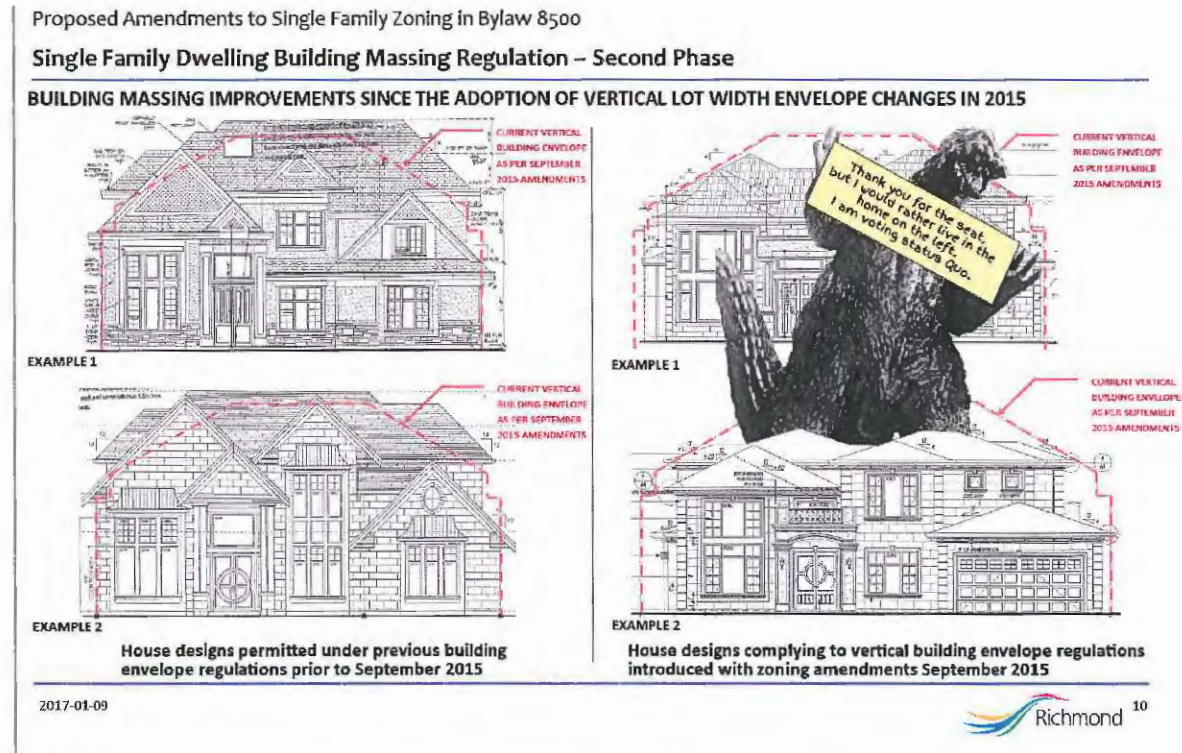 Proposed Amendments to Single Family Zoning in Bylaw 8500
Single Family Dwelling Building Massing Regulation – Second Phase
BUILDING MASSING IMPROVEMENTS SINCE THE ADOPTION OF VERTICAL LOT WIDTH ENVELOPE CHANGES IN 2015
CURRENT VERTICAL
BUILDING ENVELOPE
AS PER SEPTEMBER
2015 AMENDMENTS
EXAMPLE 1
CURRENT VERTICAL
BUILDING ENVELOPE
AS PER SEPTEMBER
2015 AMENDMENTS
EXAMPLE 2
House designs permitted under previous building
envelope regulations prior to September 2015
CURRENT VERTICAL
BUILDING ENVELOPE
AS PER SEPTEMBER
2015 AMENDMENTS
Thank you for the seat,
but I would rather live in the
home on the left.
I am voting status Quo.
EXAMPLE 1
CURRENT VERTICAL
BUILDING ENVELOPE
AS PER SEPTEMBER
2015 AMENDMENTS
EXAMPLE 2
House designs complying to vertical building envelope regulations
introduced with zoning amendments September 2015
2017-01-09
Richmond
10